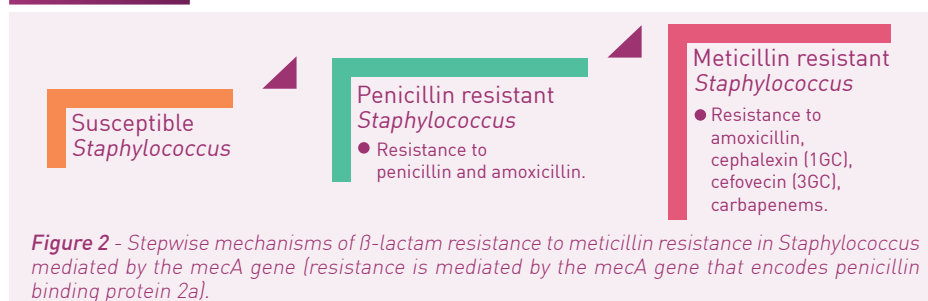 Susceptible
Staphylococcus
Penicillin resistant
Staphylococcus
● Resistance to
penicillin and amoxicillin.
Meticillin resistant
Staphylococcus
● Resistance to
amoxicillin,
cephalexin (1GC),
cefovecin (3GC),
carbapenems.
Figure 2 - Stepwise mechanisms of ß-lactam resistance to meticillin resistance in Staphylococcus
mediated by the mecA gene (resistance is mediated by the mecA gene that encodes penicillin
binding protein 2a).